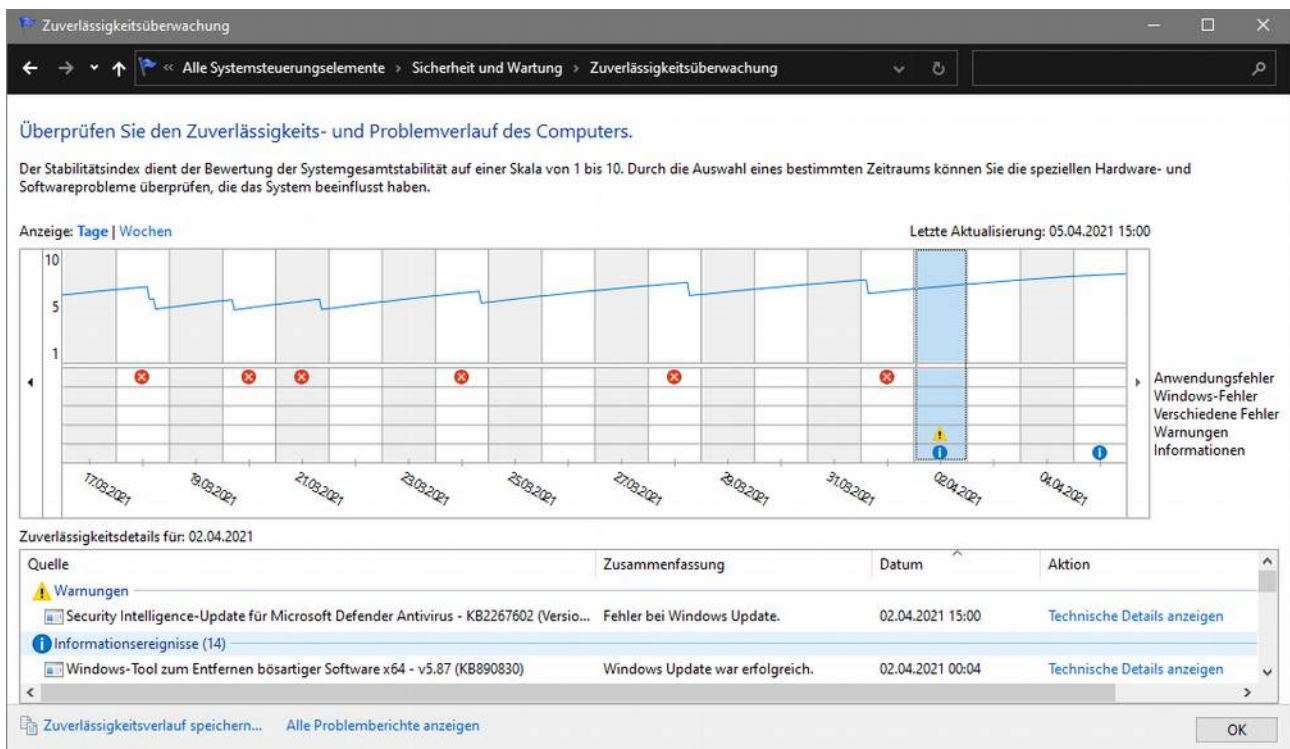 Zuverlässigkeitsüberwachung
« Alle Systemsteuerungselemente › Sicherheit und Wartung › Zuverlässigkeitsüberwachung
Überprüfen Sie den Zuverlässigkeits- und Problemverlauf des Computers.
Der Stabilitätsindex dient der Bewertung der Systemgesamtstabilität auf einer Skala von 1 bis 10. Durch die Auswahl eines bestimmten Zeitraums können Sie die speziellen Hardware- und
Softwareprobleme überprüfen, die das System beeinflusst haben.
Anzeige: Tage | Wochen Letzte Aktualisierung: 05.04.2021 15:00
10
5
1
Anwendungsfehler
Windows-Fehler
Verschiedene Fehler
Warnungen
Informationen
17.03.2021 19.03.2021 21.03.2021 23.03.2021 25.03.2021 27.03.2021 29.03.2021 31.03.2021 02.04.2021 04.04.2021
Zuverlässigkeitsdetails für: 02.04.2021
Quelle Zusammenfassung Datum Aktion
Warnungen
Security Intelligence-Update für Microsoft Defender Antivirus - KB2267602 (Versio... Fehler bei Windows Update. 02.04.2021 15:00 Technische Details anzeigen
Informationsereignisse (14)
Windows-Tool zum Entfernen bösartiger Software x64 - v5.87 (KB890830) Windows Update war erfolgreich. 02.04.2021 00:04 Technische Details anzeigen
Zuverlässigkeitsverlauf speichern... Alle Problemberichte anzeigen OK